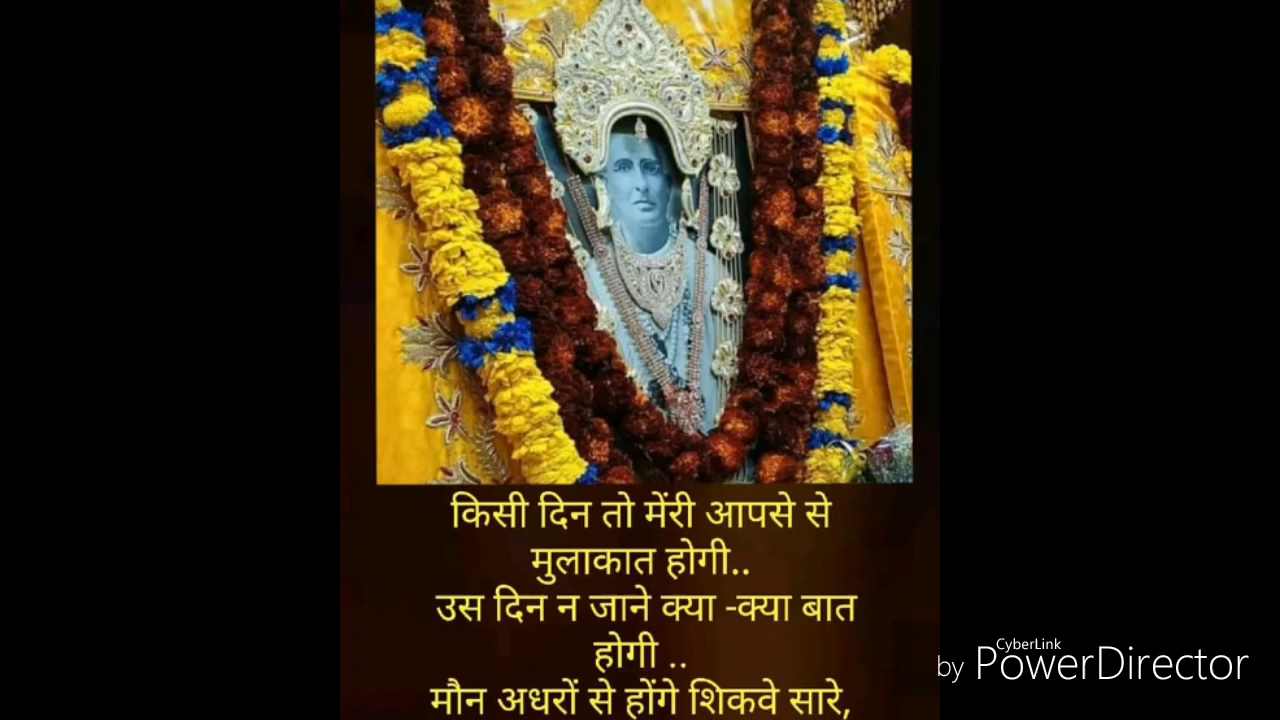 किसी दिन तो मेंरी आपसे से
मुलाकात होगी..
उस दिन न जाने क्या -क्या बात
होगी ..
मौन अधरों से होंगे शिकवे सारे,
CyberLink
by PowerDirector